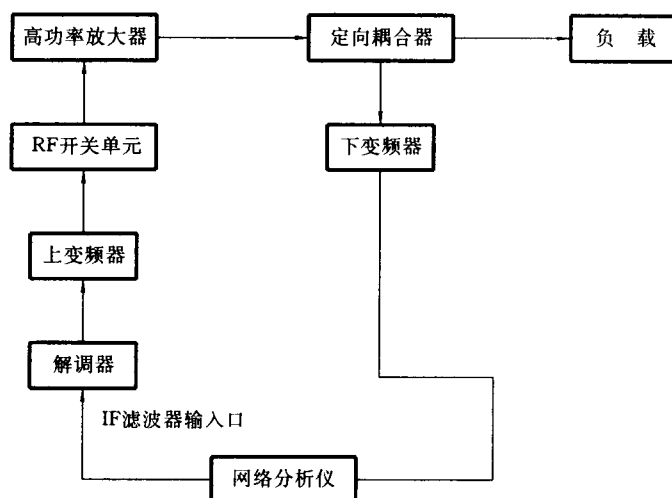 高功率放大器
定向耦合器
负 载
RF开关单元
下变频器
上变频器
解调器
IF滤波器输入口
网络分析仪